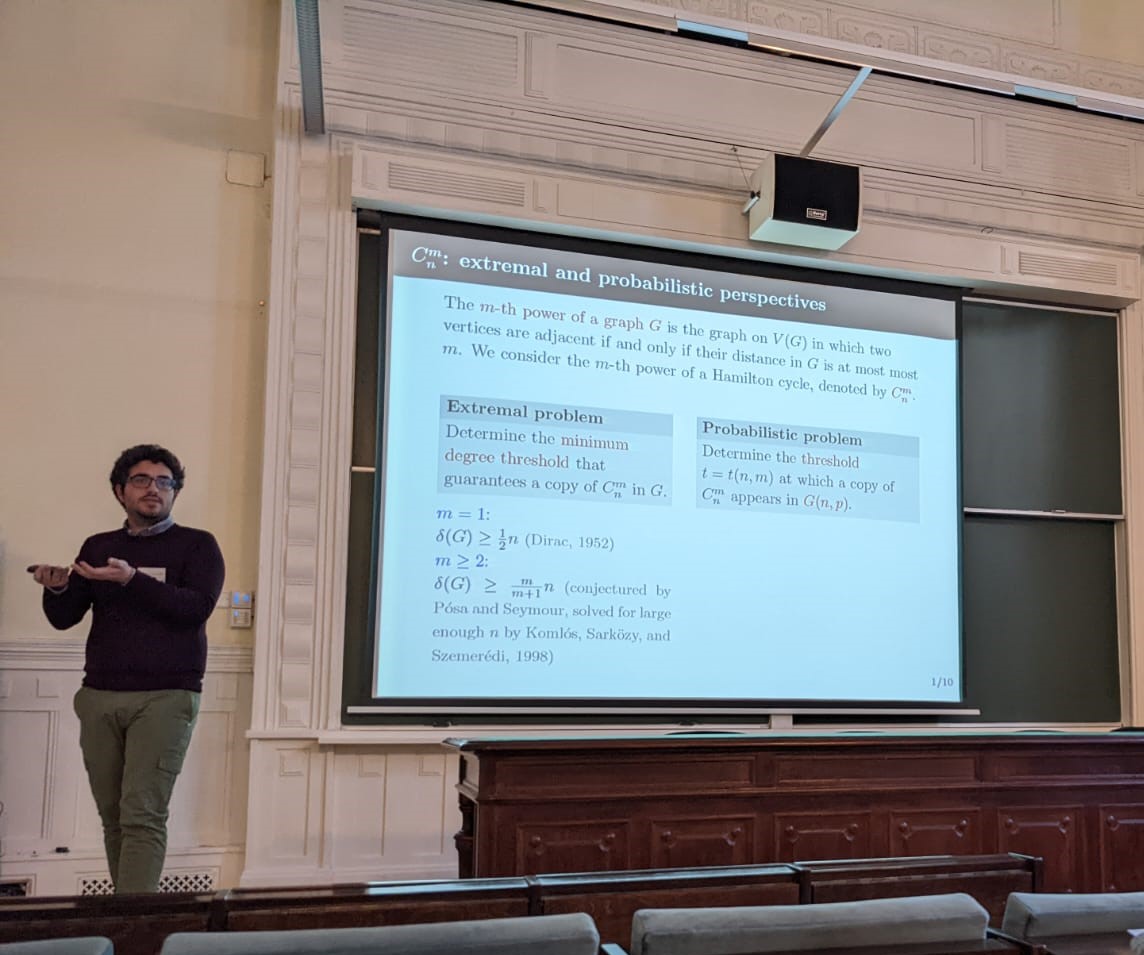 C_n^m: extremal and probabilistic perspectives
The m-th power of a graph G is the graph on V(G) in which two
vertices are adjacent if and only if their distance in G is at most most
m. We consider the m-th power of a Hamilton cycle, denoted by C_n^m.
Extremal problem
Determine the minimum
degree threshold that
guarantees a copy of C_n^m in G.
Probabilistic problem
Determine the threshold
t = t(n, m) at which a copy of
C_n^m appears in G(n, p).
m = 1:
δ(G) ≥ 1/2 n (Dirac, 1952)
m ≥ 2:
δ(G) ≥ m/(m+1) n (conjectured by
Pósa and Seymour, solved for large
enough n by Komlós, Sarközy, and
Szemerédi, 1998)
1/10